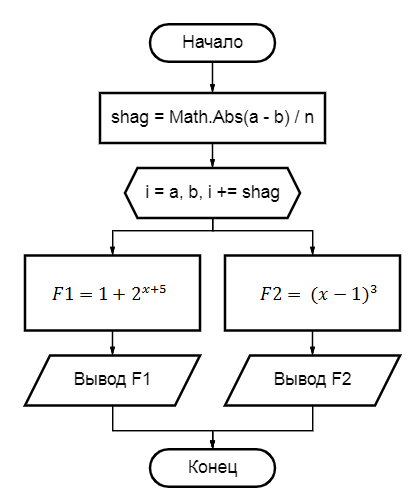 Начало
shag = Math.Abs(a - b) / n
i = a, b, i += shag
F1 = 1 + 2^{x+5}
F2 = (x − 1)^3
Вывод F1
Вывод F2
Конец